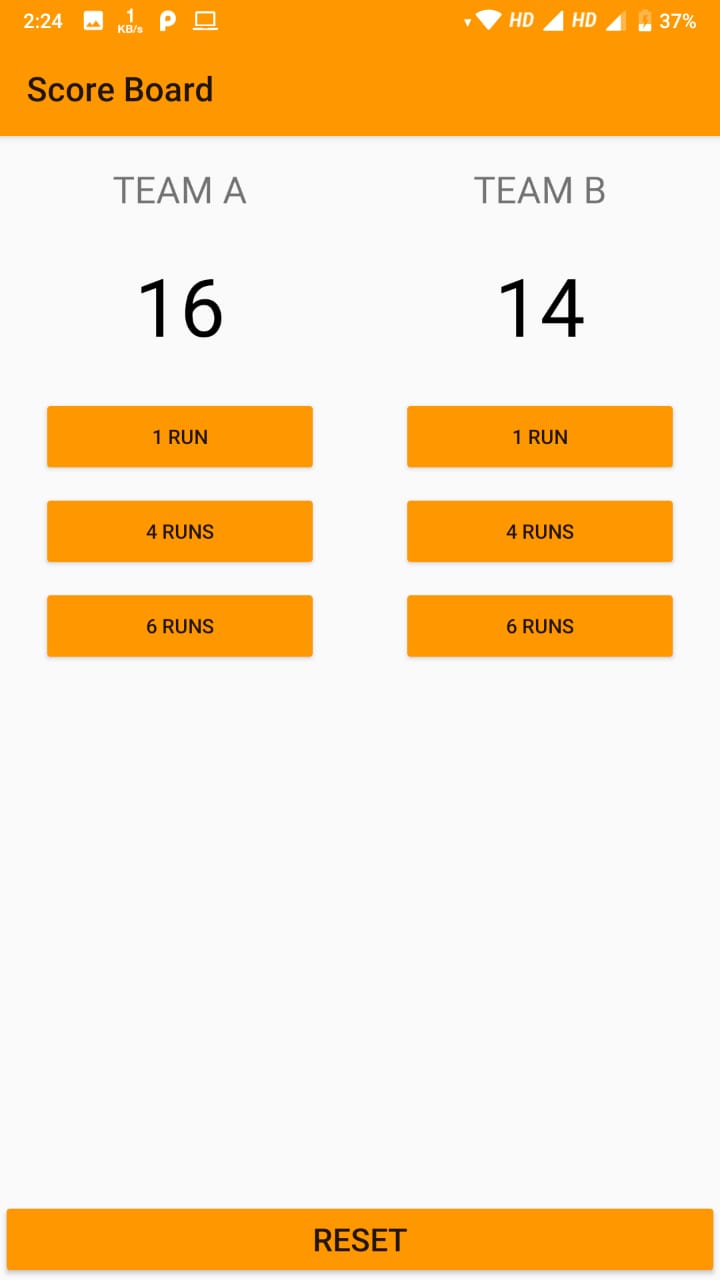 2:24 1 KB/s HD HD 37%
Score Board
TEAM A TEAM B
16 14
1 RUN 1 RUN
4 RUNS 4 RUNS
6 RUNS 6 RUNS
RESET